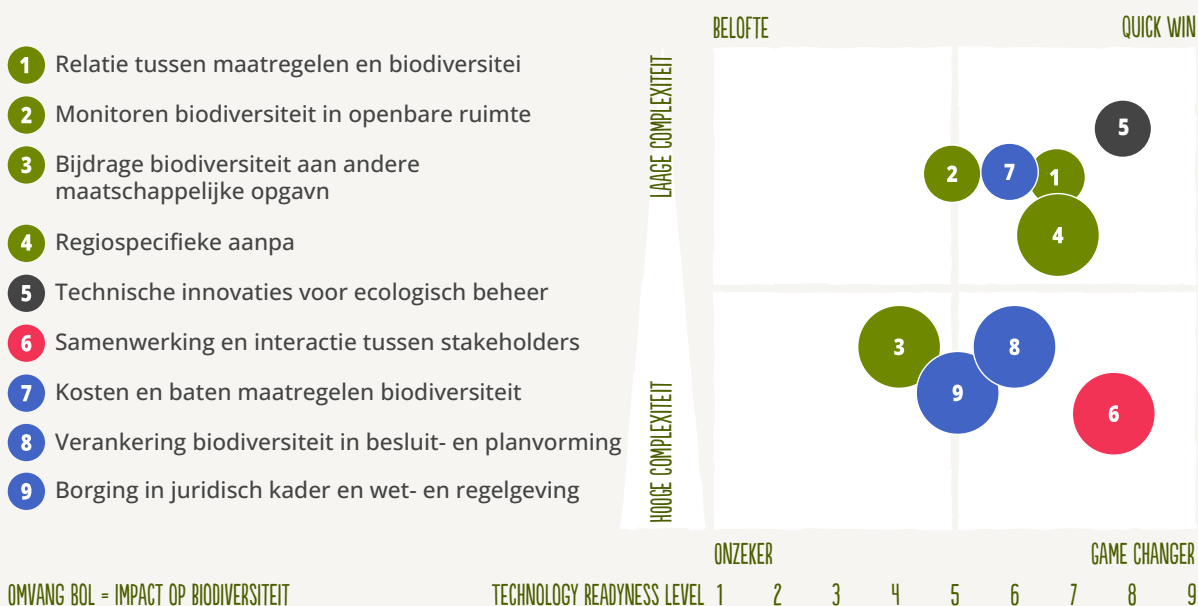 1 Relatie tussen maatregelen en biodiversitei
2 Monitoren biodiversiteit in openbare ruimte
3 Bijdrage biodiversiteit aan andere
maatschappelijke opgavn
4 Regiospecifieke aanpa
5 Technische innovaties voor ecologisch beheer
6 Samenwerking en interactie tussen stakeholders
7 Kosten en baten maatregelen biodiversiteit
8 Verankering biodiversiteit in besluit- en planvorming
9 Borging in juridisch kader en wet- en regelgeving
OMVANG BOL = IMPACT OP BIODIVERSITEIT
LAAGE COMPLEXITEIT
HOOGE COMPLEXITEIT
BELOFTE QUICK WIN
5
2 7 1
4
3 8
9
6
ONZEKER GAME CHANGER
TECHNOLOGY READYNESS LEVEL 1 2 3 4 5 6 7 8 9